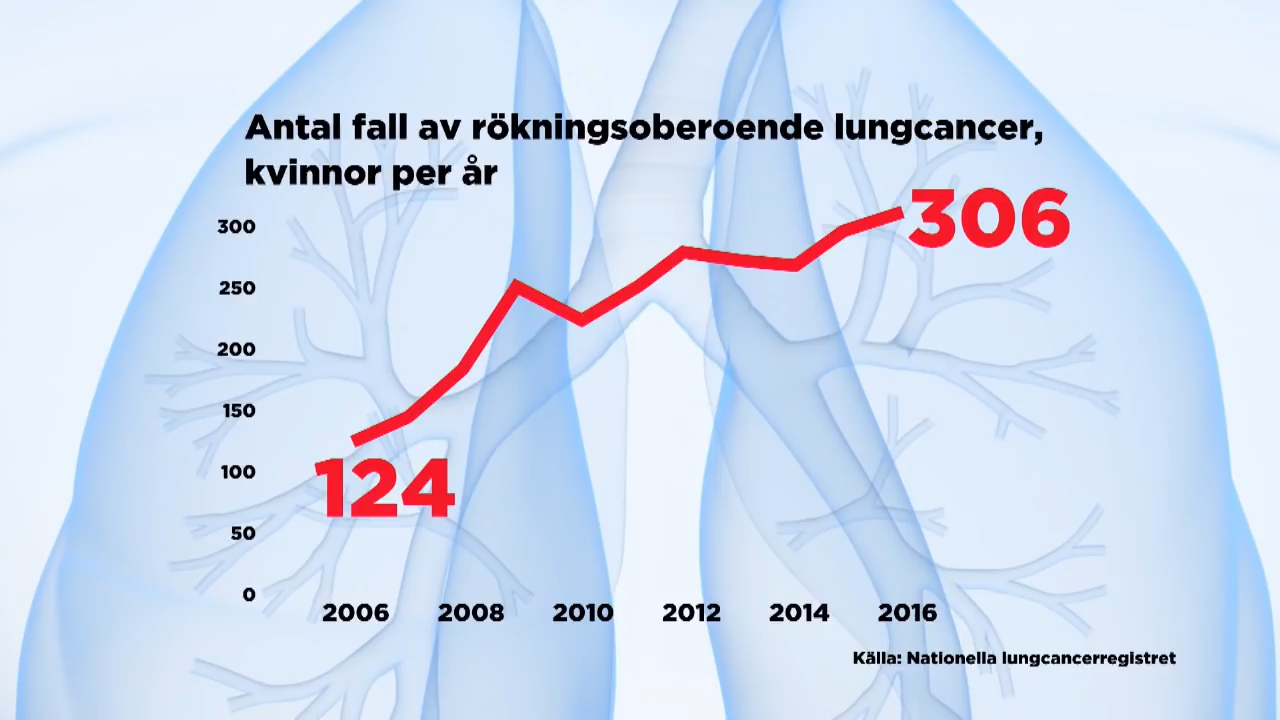 Antal fall av rökningsoberoende lungcancer,
kvinnor per år
306
300
250
200
150
124
100
50
0
2006 2008 2010 2012 2014 2016
Källa: Nationella lungcancerregistret